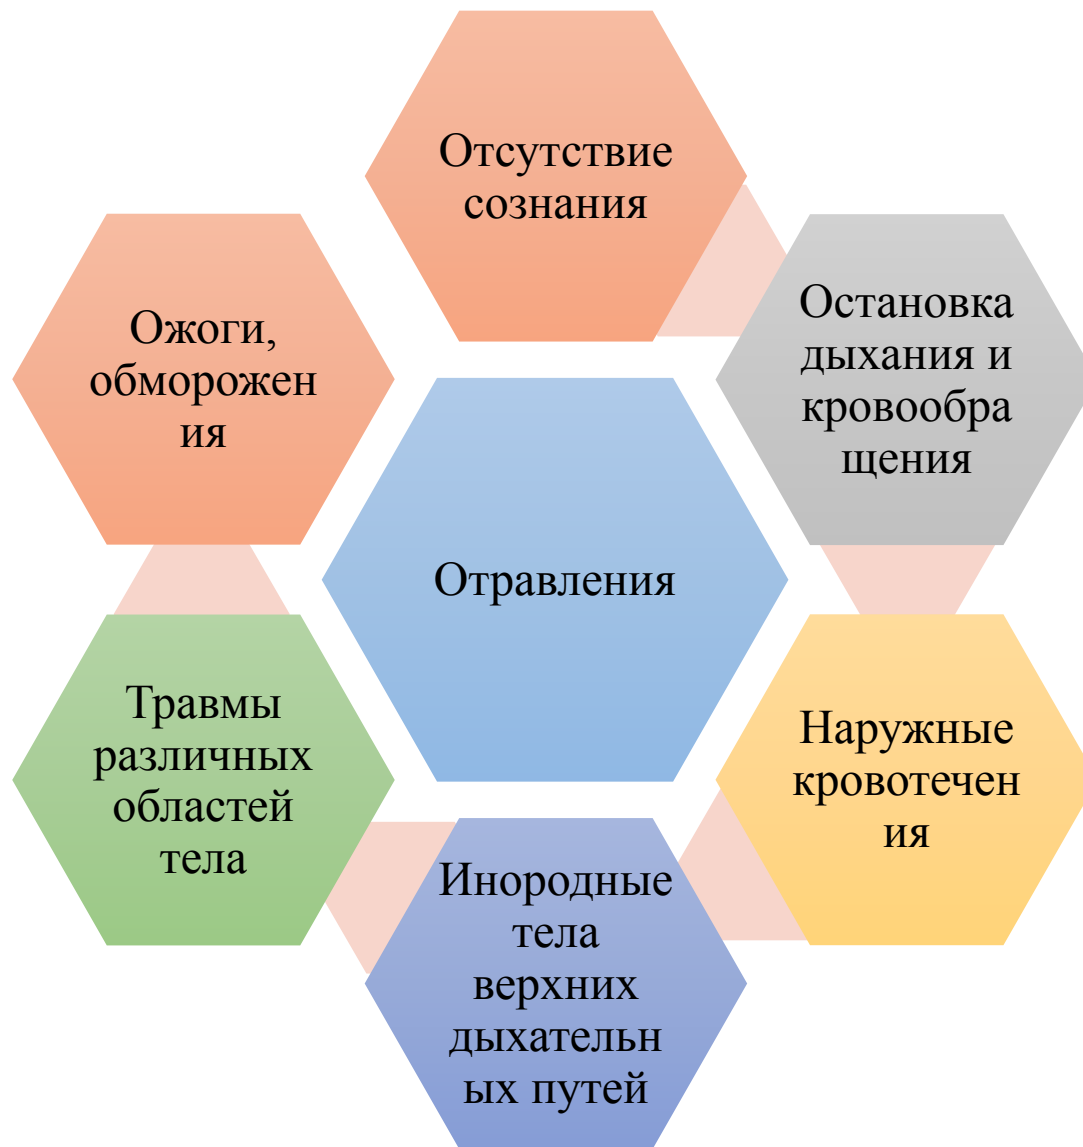 Отсутствие
сознания
Остановка
дыхания и
кровообра
щения
Ожоги,
обморожен
ия
Отравления
Наружные
кровотечен
ия
Травмы
различных
областей
тела
Инородные
тела
верхних
дыхательн
ых путей